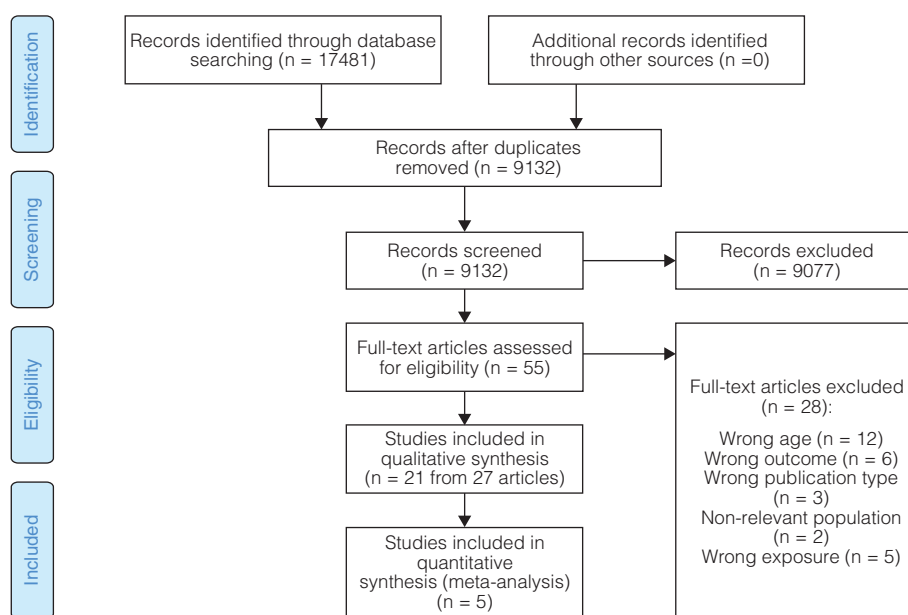 Identification
Records identified through database
searching (n = 17481)
Additional records identified
through other sources (n =0)
Records after duplicates
removed (n = 9132)
Screening
Records screened
(n = 9132)
Records excluded
(n = 9077)
Eligibility
Full-text articles assessed
for eligibility (n = 55)
Full-text articles excluded
(n = 28):
Wrong age (n = 12)
Wrong outcome (n = 6)
Wrong publication type
(n = 3)
Non-relevant population
(n = 2)
Wrong exposure (n = 5)
Studies included in
qualitative synthesis
(n = 21 from 27 articles)
Included
Studies included in
quantitative
synthesis (meta-analysis)
(n = 5)